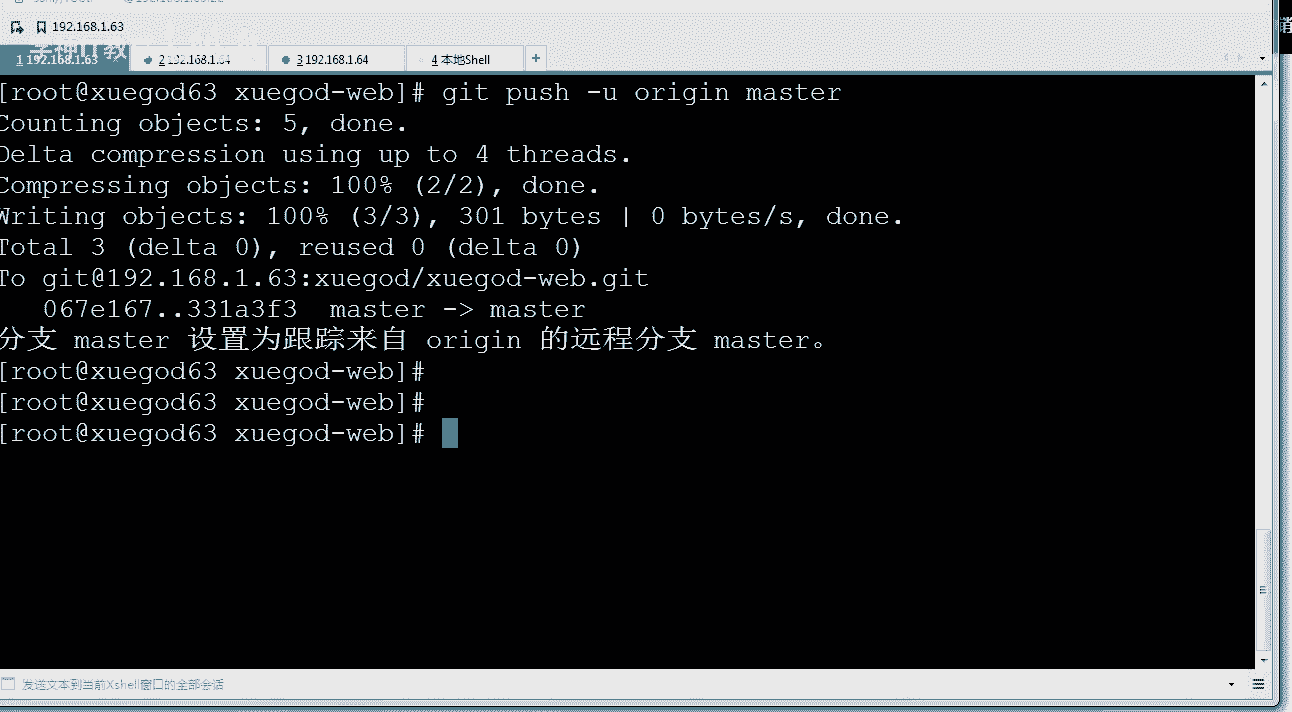 192.168.1.63
1 192.168.1.63
2 192.168.1.64
3 192.168.1.64
4 本地Shell
+
[root@xuegod63 xuegod-web]# git push -u origin master
Counting objects: 5, done.
Delta compression using up to 4 threads.
Compressing objects: 100% (2/2), done.
Writing objects: 100% (3/3), 301 bytes | 0 bytes/s, done.
Total 3 (delta 0), reused 0 (delta 0)
To git@192.168.1.63:xuegod/xuegod-web.git
067e167..331a3f3 master -> master
分支 master 设置为跟踪来自 origin 的远程分支 master。
[root@xuegod63 xuegod-web]#
[root@xuegod63 xuegod-web]#
[root@xuegod63 xuegod-web]#
发送文本到当前Xshell窗口的全部会话